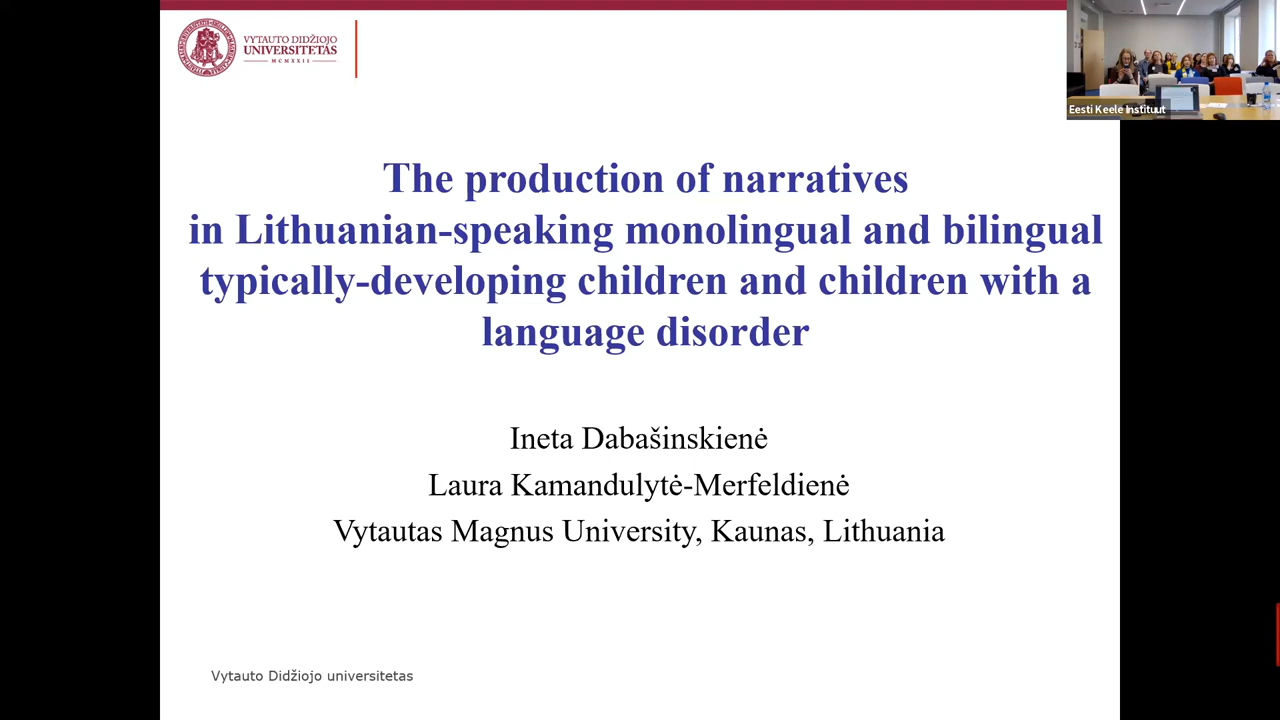 VYTAUTO DIDŽIOJO
UNIVERSITETAS
MCMXXII
Eesti Keele Instituut
The production of narratives
in Lithuanian-speaking monolingual and bilingual
typically-developing children and children with a
language disorder
Ineta Dabašinskienė
Laura Kamandulytė-Merfeldienė
Vytautas Magnus University, Kaunas, Lithuania
Vytauto Didžiojo universitetas